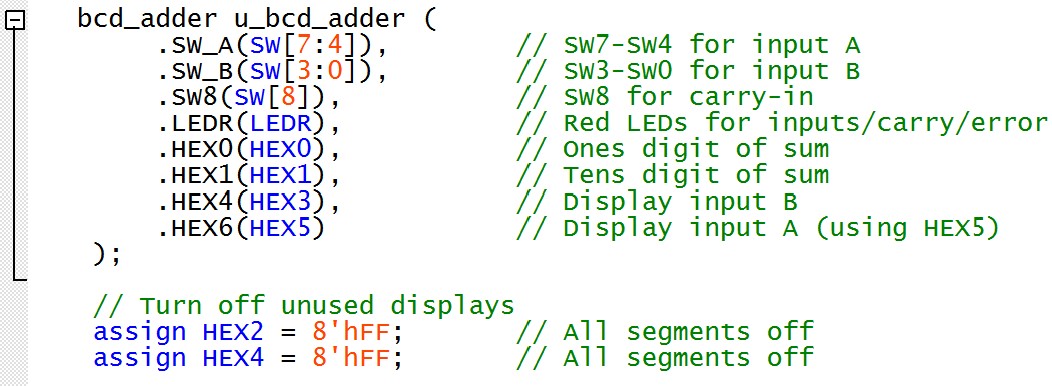 bcd_adder u_bcd_adder (
.SW_A(SW[7:4]), // SW7-SW4 for input A
.SW_B(SW[3:0]), // SW3-SW0 for input B
.SW8(SW[8]), // SW8 for carry-in
.LEDR(LEDR), // Red LEDs for inputs/carry/error
.HEX0(HEX0), // Ones digit of sum
.HEX1(HEX1), // Tens digit of sum
.HEX4(HEX3), // Display input B
.HEX6(HEX5) // Display input A (using HEX5)
);
// Turn off unused displays
assign HEX2 = 8'hFF; // All segments off
assign HEX4 = 8'hFF; // All segments off